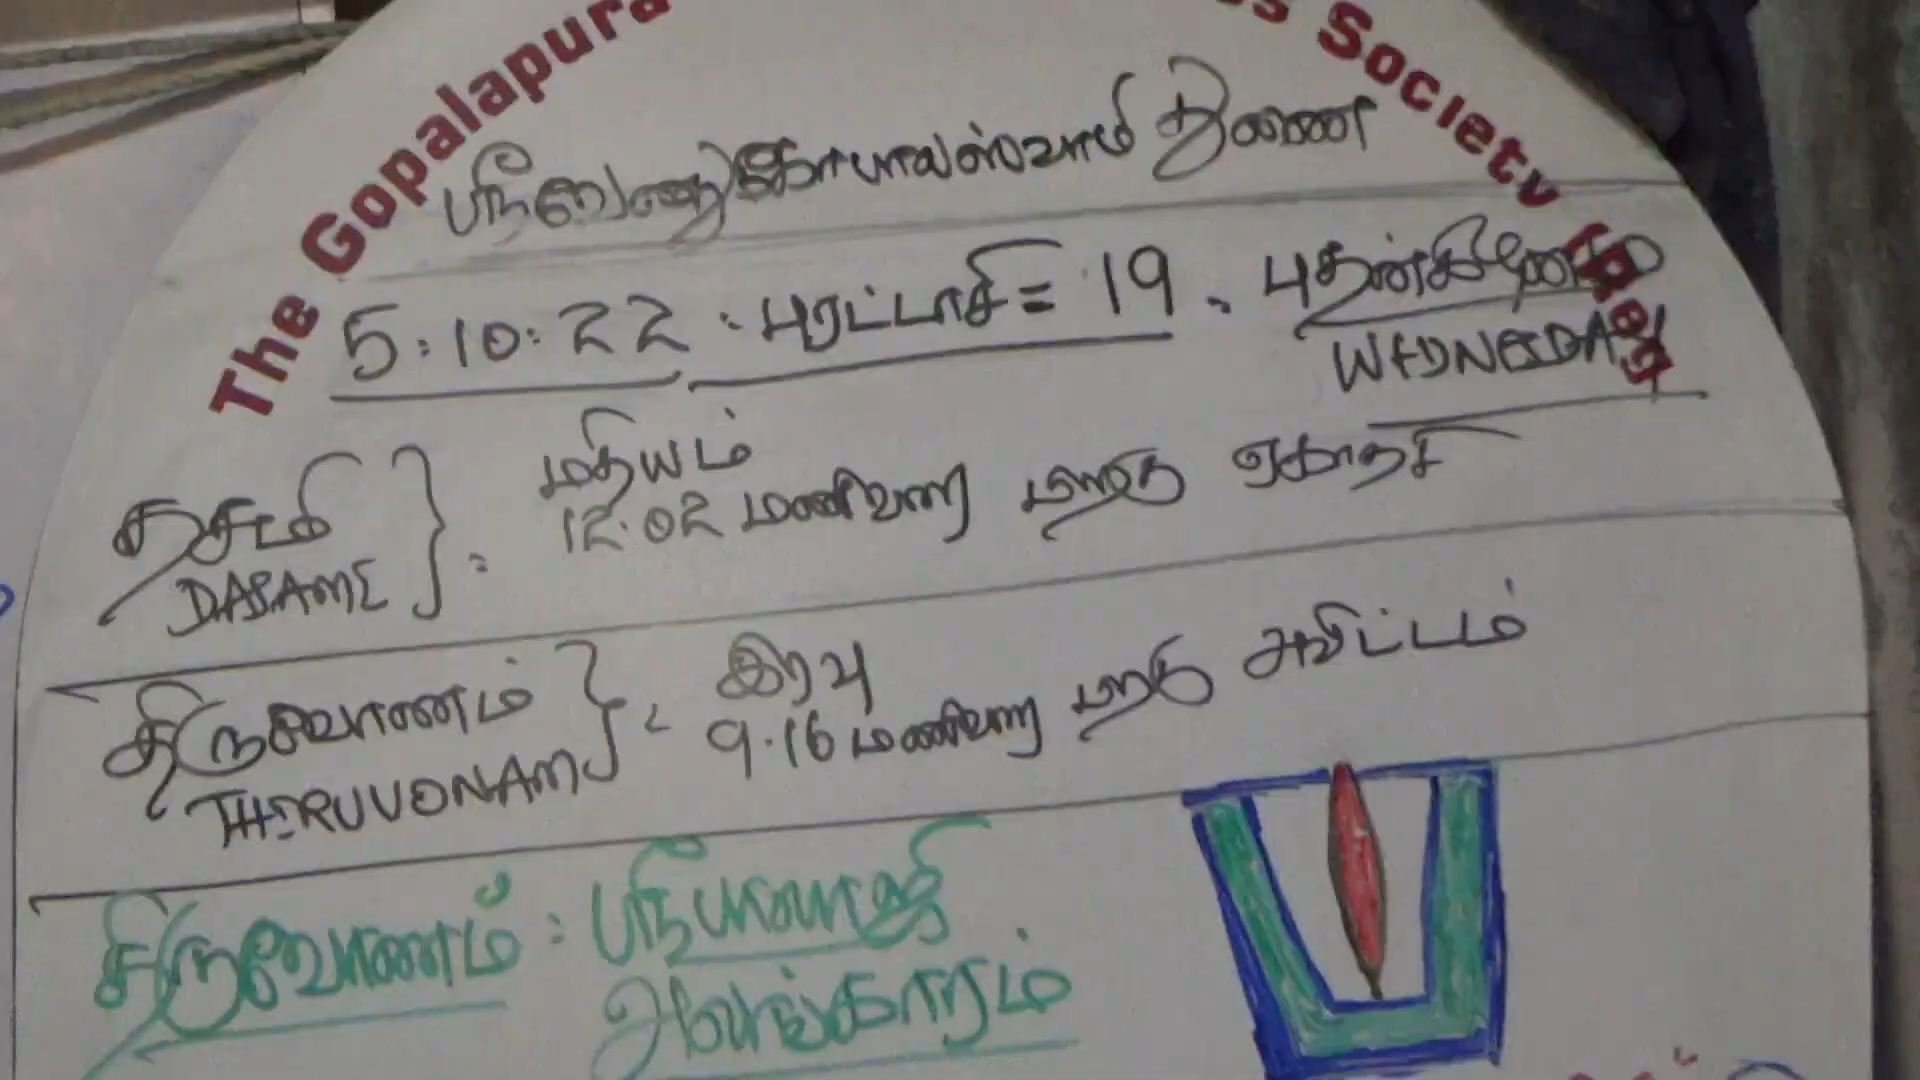 The Gopalapura
s Society
ஸ்ரீவேணுகோபாலஸ்வாமி துணை
5:10:22 : புரட்டாசி = 19 . புதன்கிழமை
WEDNESDAY
தசமி
DASAMI
மதியம்
12.02 மணிவரை பிறகு ஏகாதசி
திருவோணம்
THIRUVONAM
இரவு
9.16 மணிவரை பிறகு அவிட்டம்
திருவோணம் : ஸ்ரீபாலாஜி
அலங்காரம்